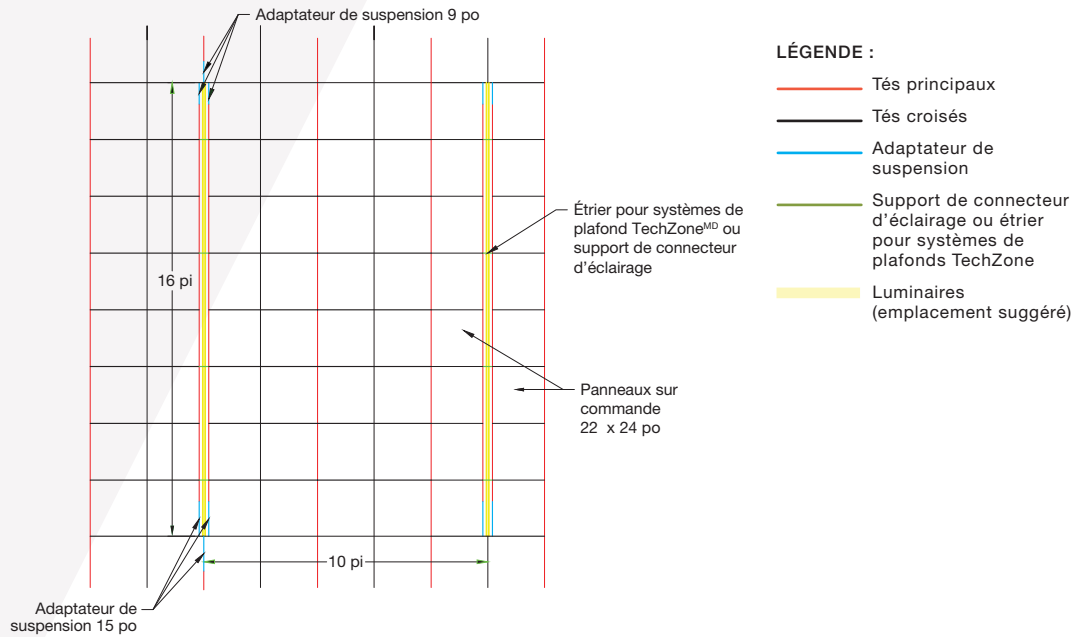 Adaptateur de suspension 9 po
LÉGENDE :
Tés principaux
Tés croisés
Adaptateur de
suspension
Support de connecteur
d'éclairage ou étrier
pour systèmes de
plafonds TechZone
Luminaires
(emplacement suggéré)
Étrier pour systèmes de
plafond TechZoneᴹᴰ ou
support de connecteur
d'éclairage
16 pi
Panneaux sur
commande
22 x 24 po
10 pi
Adaptateur de
suspension 15 po